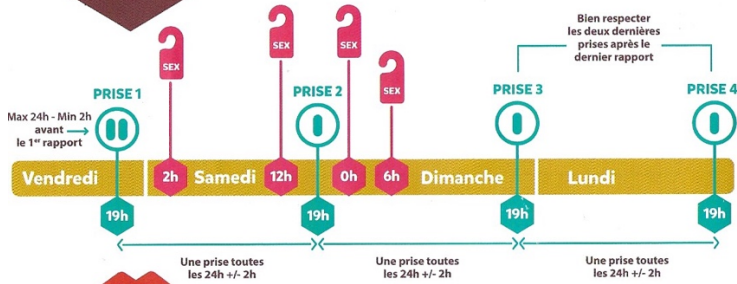 Bien respecter
les deux dernières
prises après le
dernier rapport
SEX
SEX
SEX
SEX
PRISE 1
PRISE 2
PRISE 3
PRISE 4
Max 24h - Min 2h
avant
le 1er rapport
Vendredi
2h
Samedi
12h
0h
6h
Dimanche
Lundi
19h
19h
19h
19h
Une prise toutes
les 24h +/- 2h
Une prise toutes
les 24h +/- 2h
Une prise toutes
les 24h +/- 2h